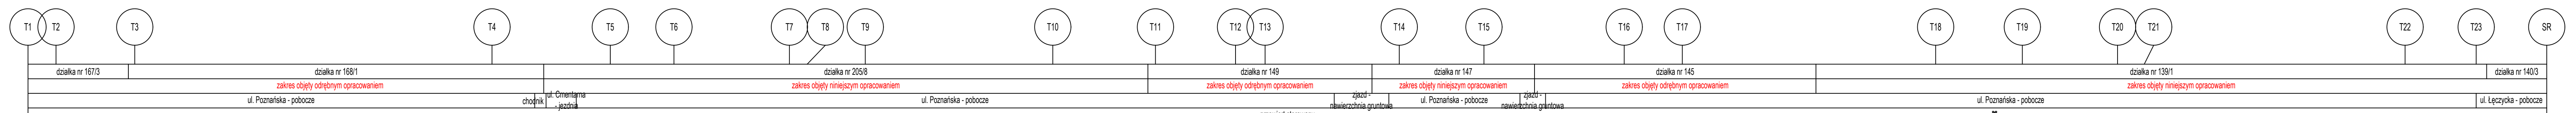 T1 T2 T3 T4 T5 T6 T7 T8 T9 T10 T11 T12 T13 T14 T15 T16 T17 T18 T19 T20 T21 T22 T23 SR
działka nr 167/3 działka nr 168/1 działka nr 205/8 działka nr 149 działka nr 147 działka nr 145 działka nr 139/1 działka nr 140/3
zakres objęty odrębnym opracowaniem zakres objęty niniejszym opracowaniem zakres objęty odrębnym opracowaniem zakres objęty niniejszym opracowaniem zakres objęty odrębnym opracowaniem zakres objęty niniejszym opracowaniem
ul. Poznańska - pobocze chodnik ul. Cmentarna - jezdnia ul. Poznańska - pobocze zjazd - nawierzchnia gruntowa ul. Poznańska - pobocze zjazd - nawierzchnia gruntowa ul. Poznańska - pobocze ul. Łęczycka - pobocze